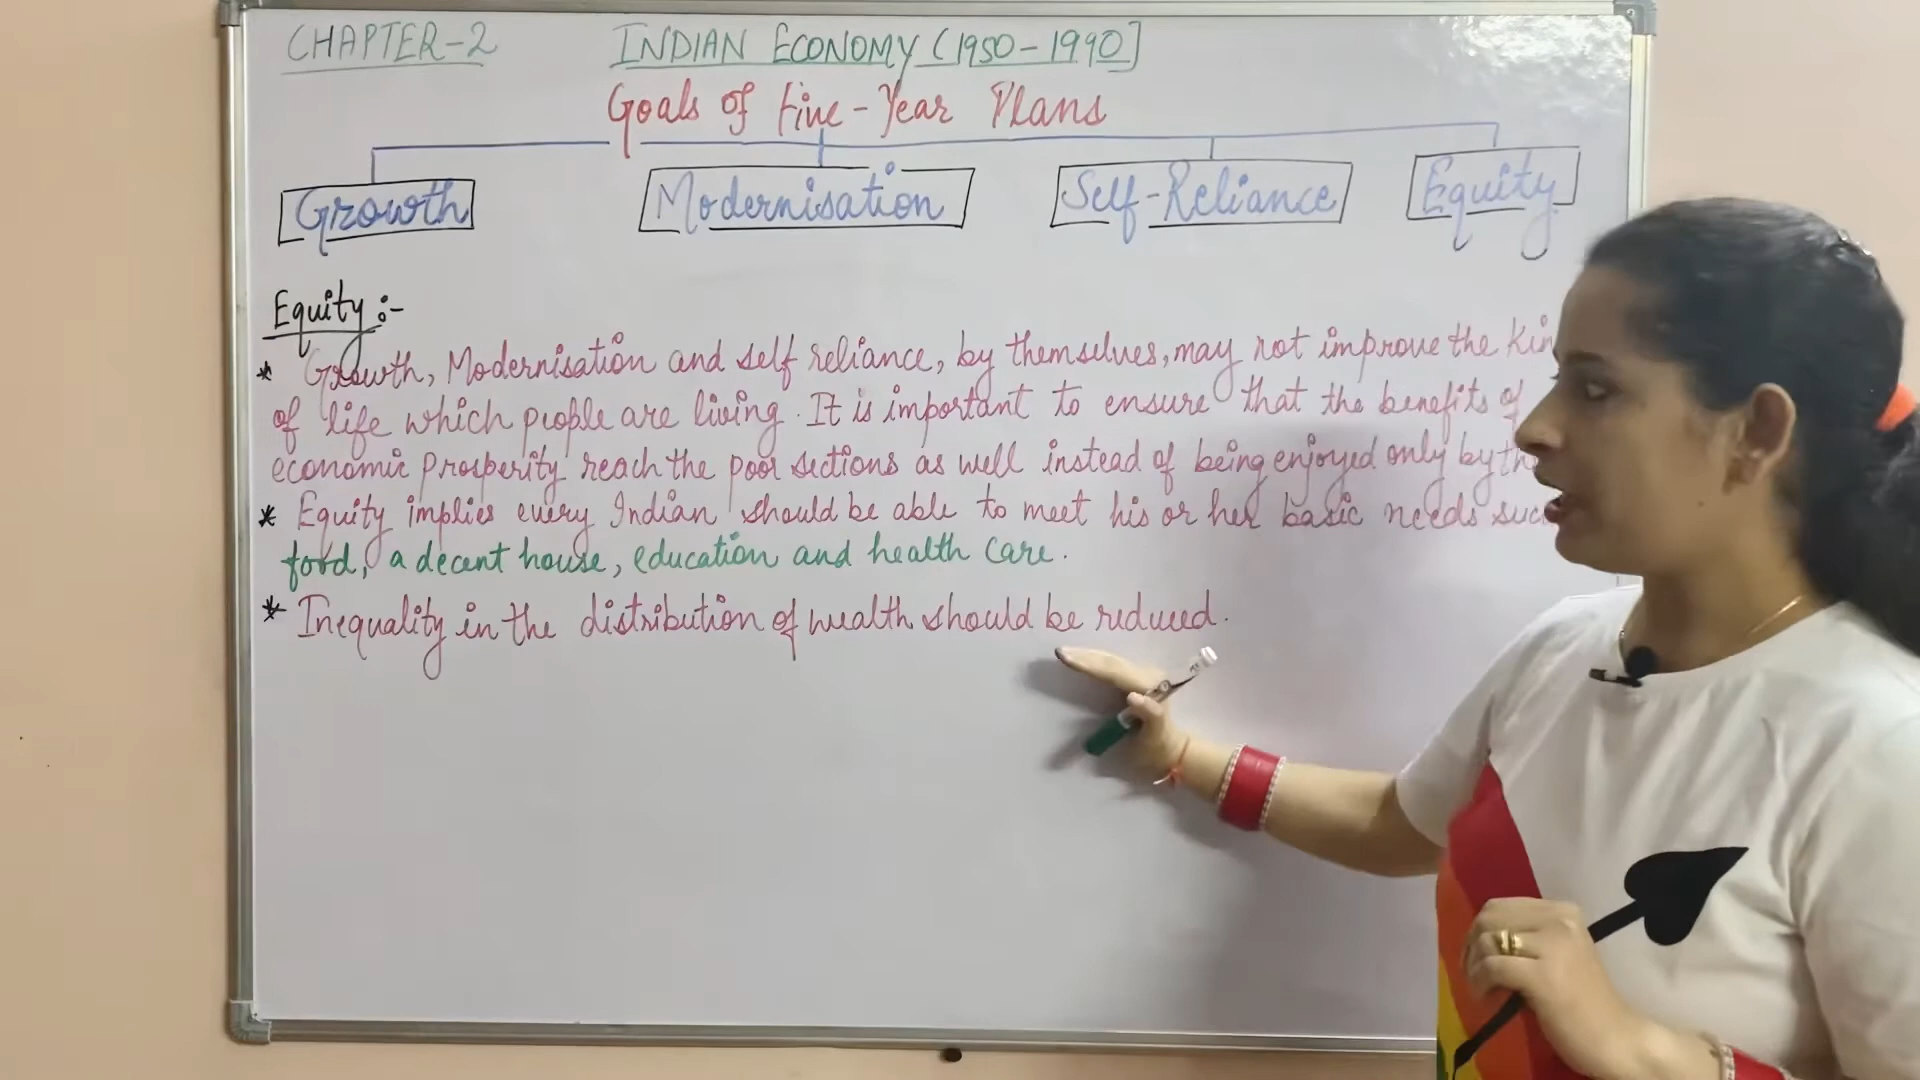 CHAPTER-2 INDIAN ECONOMY (1950-1990]
Goals of Five-Year Plans
Growth Modernisation Self-Reliance Equity
Equity :-
* Growth, Modernisation and self reliance, by themselves, may not improve the
of life which people are living. It is important to ensure that the benefits of
economic prosperity reach the poor sections as well instead of being enjoyed only by
* Equity implies every Indian should be able to meet his or her basic needs
food, a decent house, education and health care.
* Inequality in the distribution of wealth should be reduced.